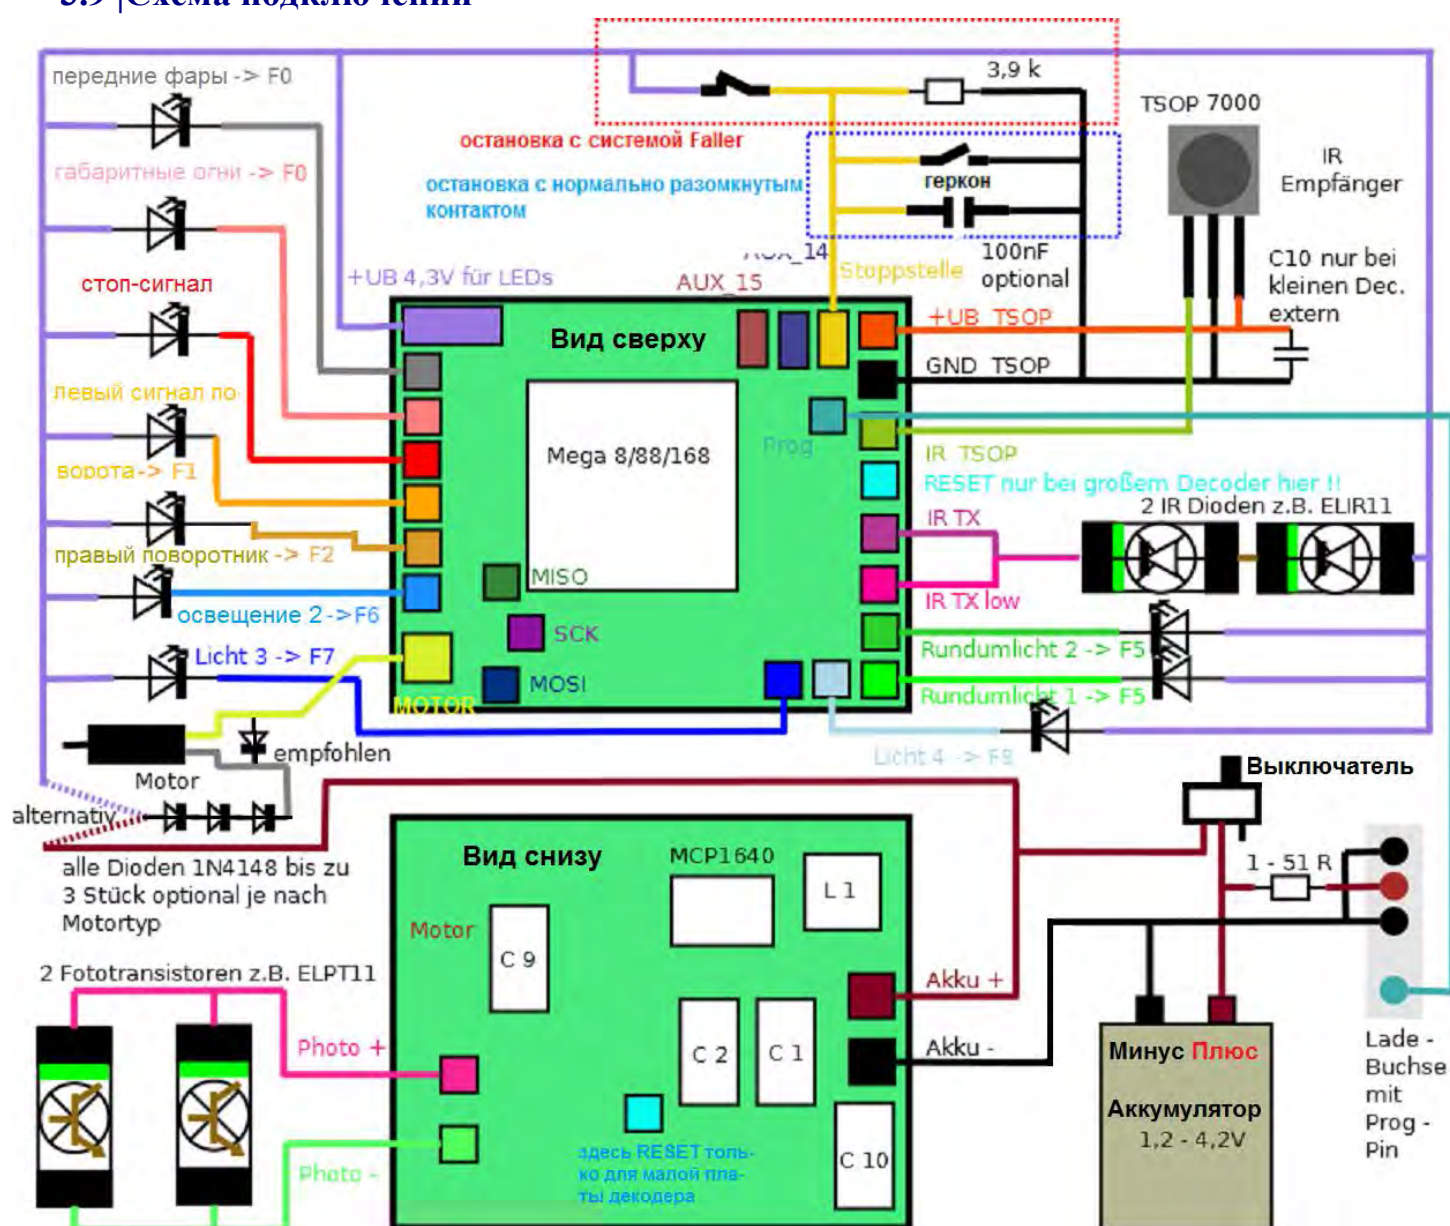 3.9 |Схема подключений
передние фары -> F0
3,9 k
TSOP 7000
остановка с системой Faller
габаритные огни -> F0
остановка с нормально разомкнутым
контактом
геркон
IR
Empfänger
100nF
optional
C10 nur bei
kleinen Dec.
extern
стоп-сигнал
+UB 4,3V für LEDs
AUX_14
AUX_15
Stoppstelle
Вид сверху
+UB TSOP
GND TSOP
левый сигнал по
ворота-> F1
Mega 8/88/168
Prog
IR TSOP
RESET nur bei großem Decoder hier !!
2 IR Dioden z.B. ELIR11
IR TX
IR TX low
правый поворотник -> F2
MISO
освещение 2 ->F6
SCK
Licht 3 -> F7
MOSI
Rundumlicht 2 -> F5
Rundumlicht 1 -> F5
MOTOR
empfohlen
Licht 4 -> F8
Motor
alternativ
Выключатель
alle Dioden 1N4148 bis zu
3 Stück optional je nach
Motortyp
Вид снизу
MCP1640
L 1
1 - 51 R
Motor
C 9
2 Fototransistoren z.B. ELPT11
Akku +
Photo +
C 2
C 1
Akku -
Минус Плюс
Аккумулятор
1,2 - 4,2V
Lade -
Buchse
mit
Prog -
Pin
здесь RESET толь-
ко для малой пла-
ты декодера
C 10
Photo -